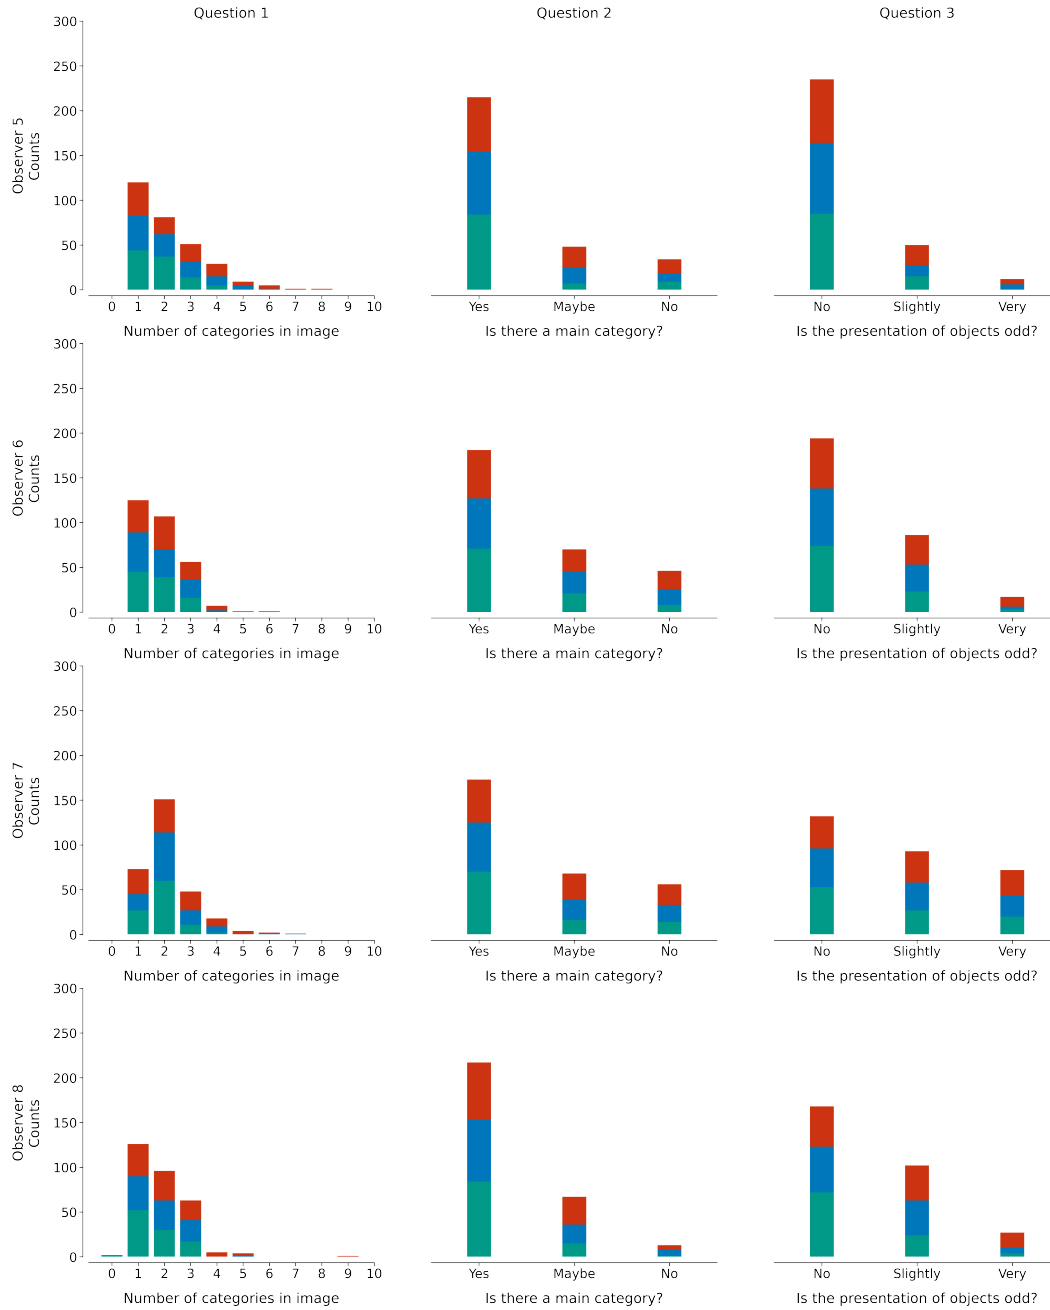 Question 1
Question 2
Question 3
Observer 5
Counts
300
250
200
150
100
50
0
0 1 2 3 4 5 6 7 8 9 10
Number of categories in image
Yes Maybe No
Is there a main category?
No Slightly Very
Is the presentation of objects odd?
Observer 6
Counts
300
250
200
150
100
50
0
0 1 2 3 4 5 6 7 8 9 10
Number of categories in image
Yes Maybe No
Is there a main category?
No Slightly Very
Is the presentation of objects odd?
Observer 7
Counts
300
250
200
150
100
50
0
0 1 2 3 4 5 6 7 8 9 10
Number of categories in image
Yes Maybe No
Is there a main category?
No Slightly Very
Is the presentation of objects odd?
Observer 8
Counts
300
250
200
150
100
50
0
0 1 2 3 4 5 6 7 8 9 10
Number of categories in image
Yes Maybe No
Is there a main category?
No Slightly Very
Is the presentation of objects odd?